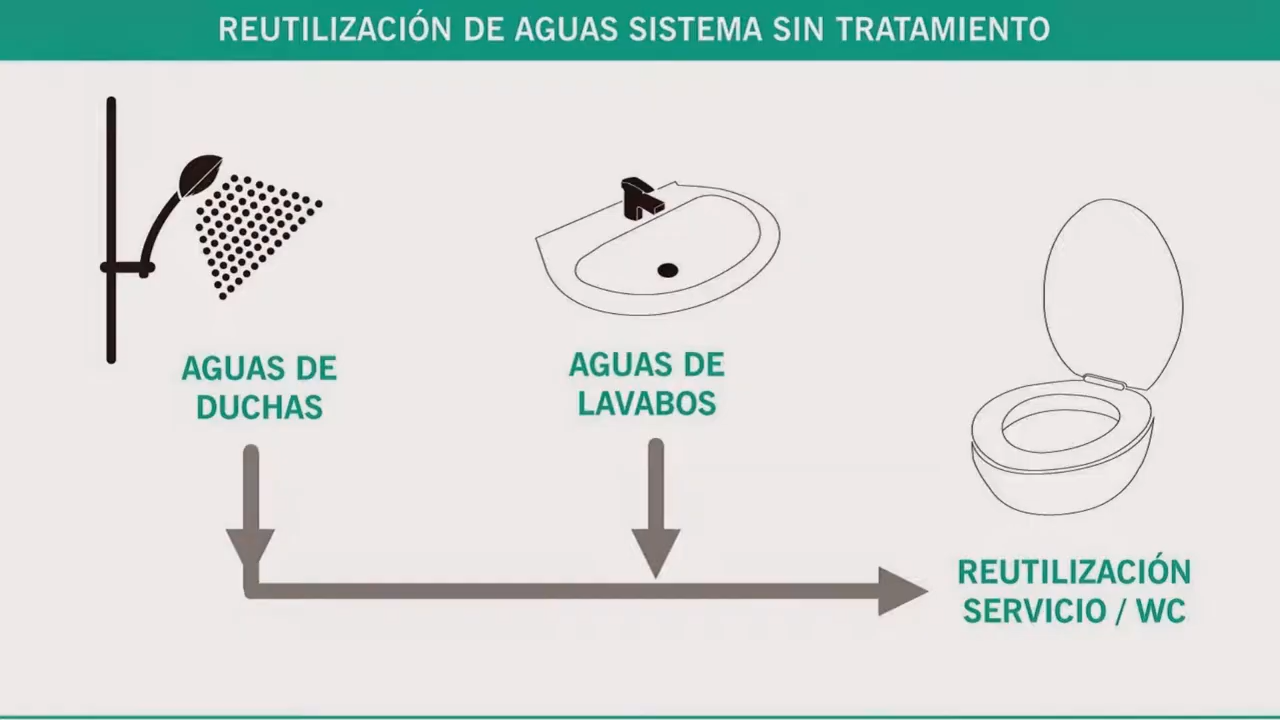 REUTILIZACIÓN DE AGUAS SISTEMA SIN TRATAMIENTO
AGUAS DE
DUCHAS
AGUAS DE
LAVABOS
REUTILIZACIÓN
SERVICIO / WC